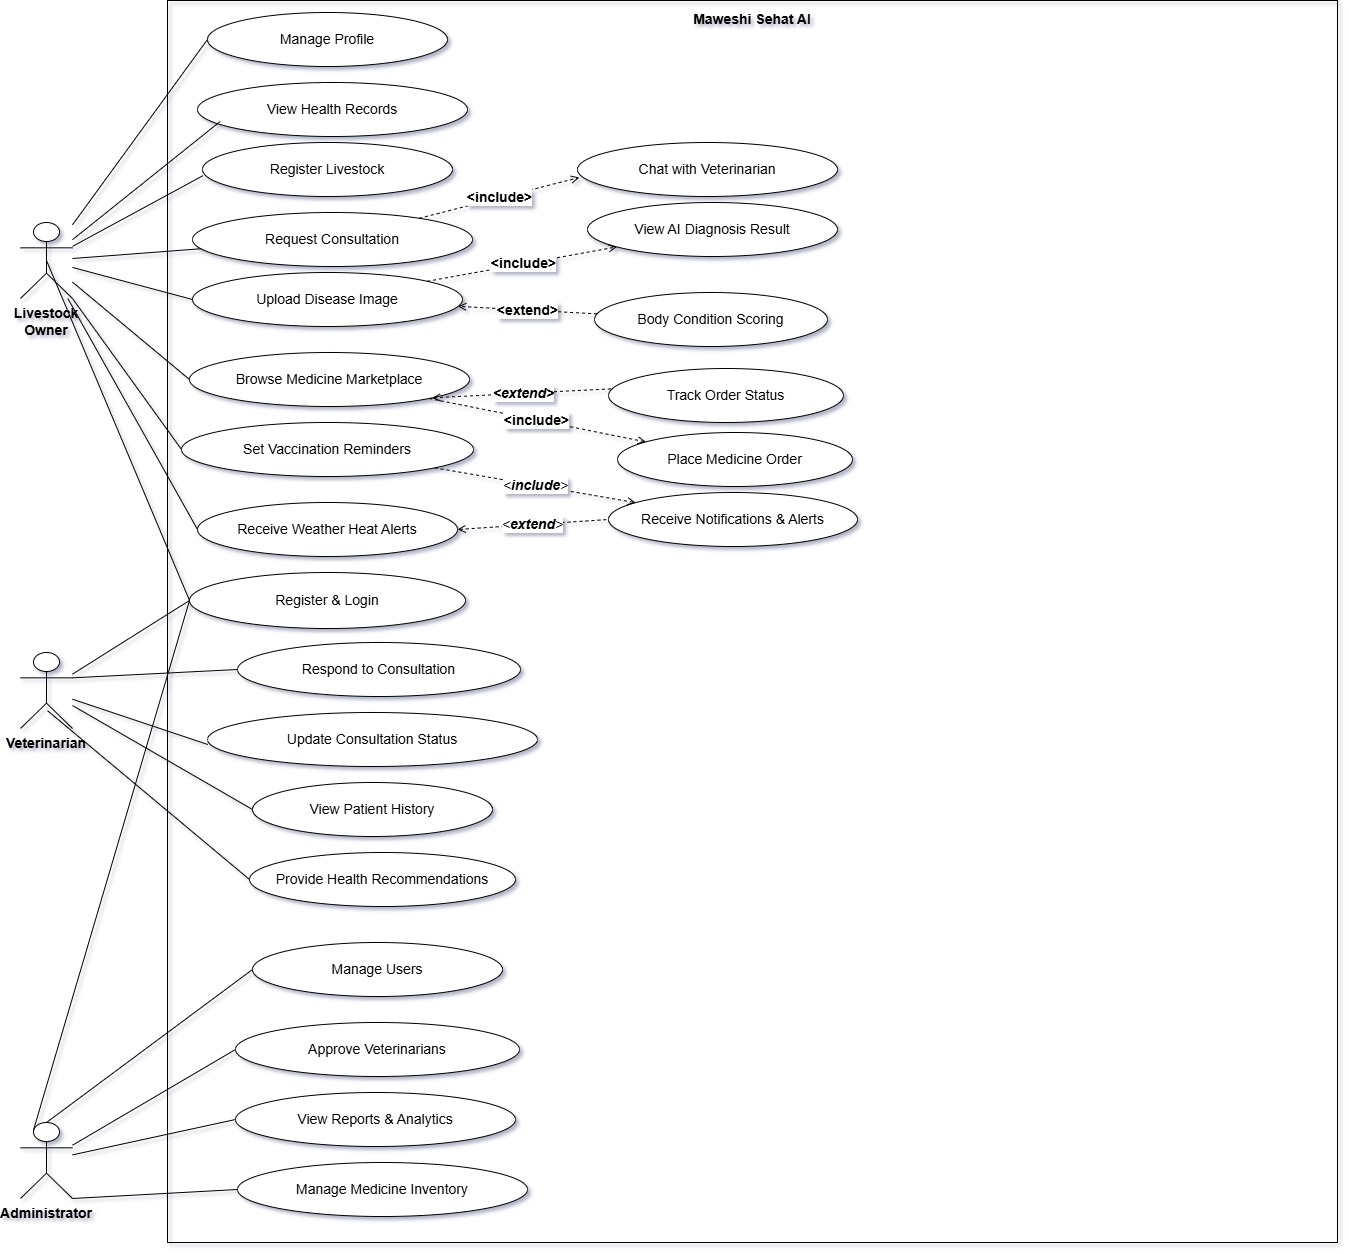 Maweshi Sehat AI
Manage Profile
View Health Records
Register Livestock
Chat with Veterinarian
<include>
Request Consultation
View AI Diagnosis Result
<include>
Upload Disease Image
<extend>
Body Condition Scoring
Livestock
Owner
Browse Medicine Marketplace
<extend>
Track Order Status
<include>
Place Medicine Order
Set Vaccination Reminders
<include>
Receive Notifications & Alerts
<extend>
Receive Weather Heat Alerts
Register & Login
Respond to Consultation
Veterinarian
Update Consultation Status
View Patient History
Provide Health Recommendations
Manage Users
Approve Veterinarians
View Reports & Analytics
Manage Medicine Inventory
Administrator